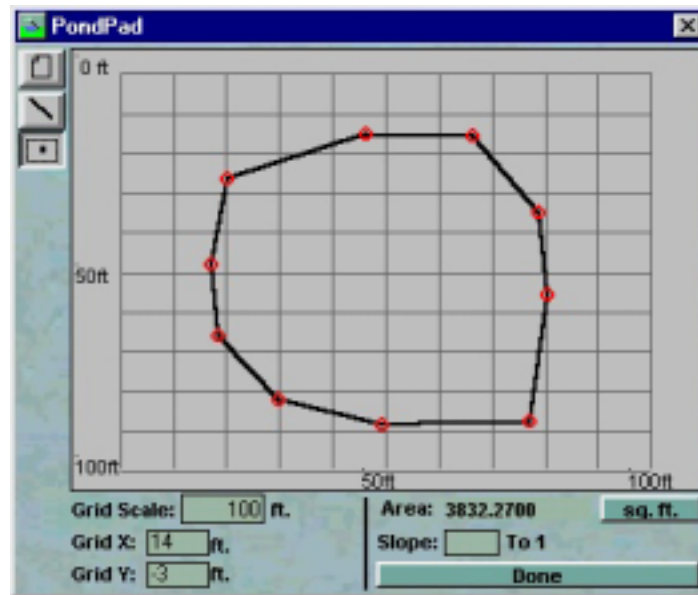 PondPad
0 ft
50ft
100ft
50ft
100ft
Grid Scale: 100 ft.
Grid X: 14 ft.
Grid Y: -3 ft.
Area: 3832.2700 sq. ft.
Slope: To 1
Done